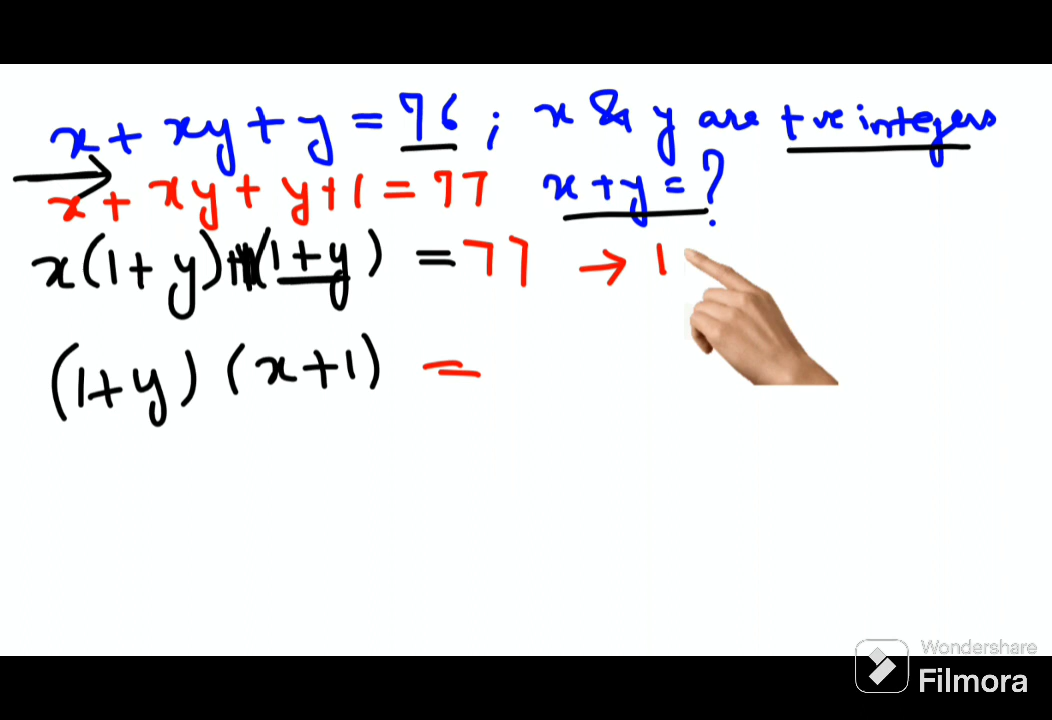 x + xy + y = 76 ; x & y are +ve integers
x + xy + y + 1 = 77 x + y = ?
x(1 + y) + (1 + y) = 77 → 1
(1 + y) (x + 1) =
Wondershare
Filmora